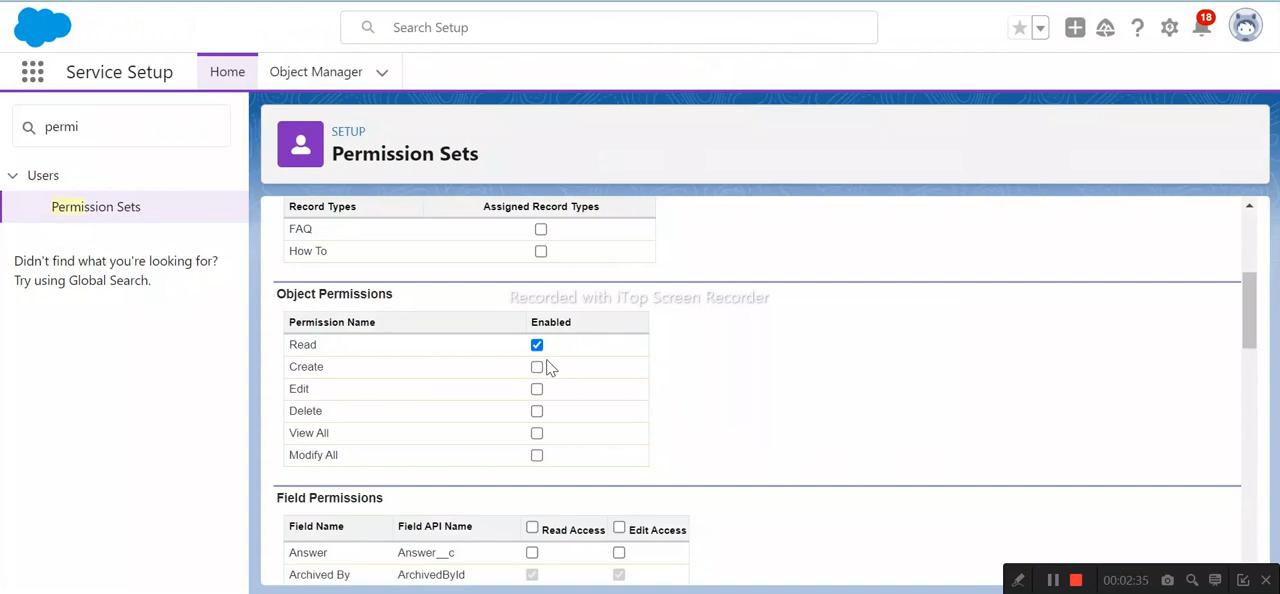 Search Setup
18
Service Setup
Home
Object Manager
permi
Users
Permission Sets
Didn't find what you're looking for?
Try using Global Search.
SETUP
Permission Sets
Record Types Assigned Record Types
FAQ
How To
Object Permissions
Recorded with iTop Screen Recorder
Permission Name Enabled
Read
Create
Edit
Delete
View All
Modify All
Field Permissions
Field Name Field API Name Read Access Edit Access
Answer Answer__c
Archived By ArchivedById
00:02:35